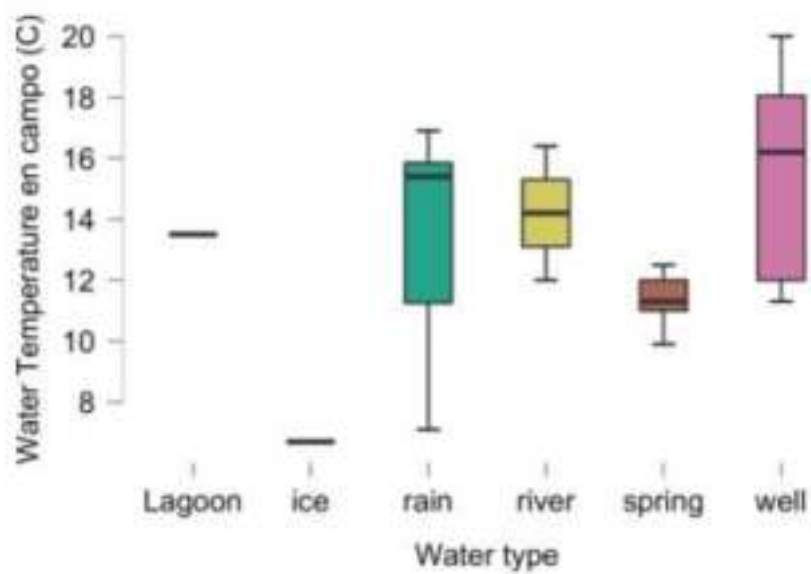 Water Temperature en campo (C)
20
18
16
14
12
10
8
Lagoon ice rain river spring well
Water type